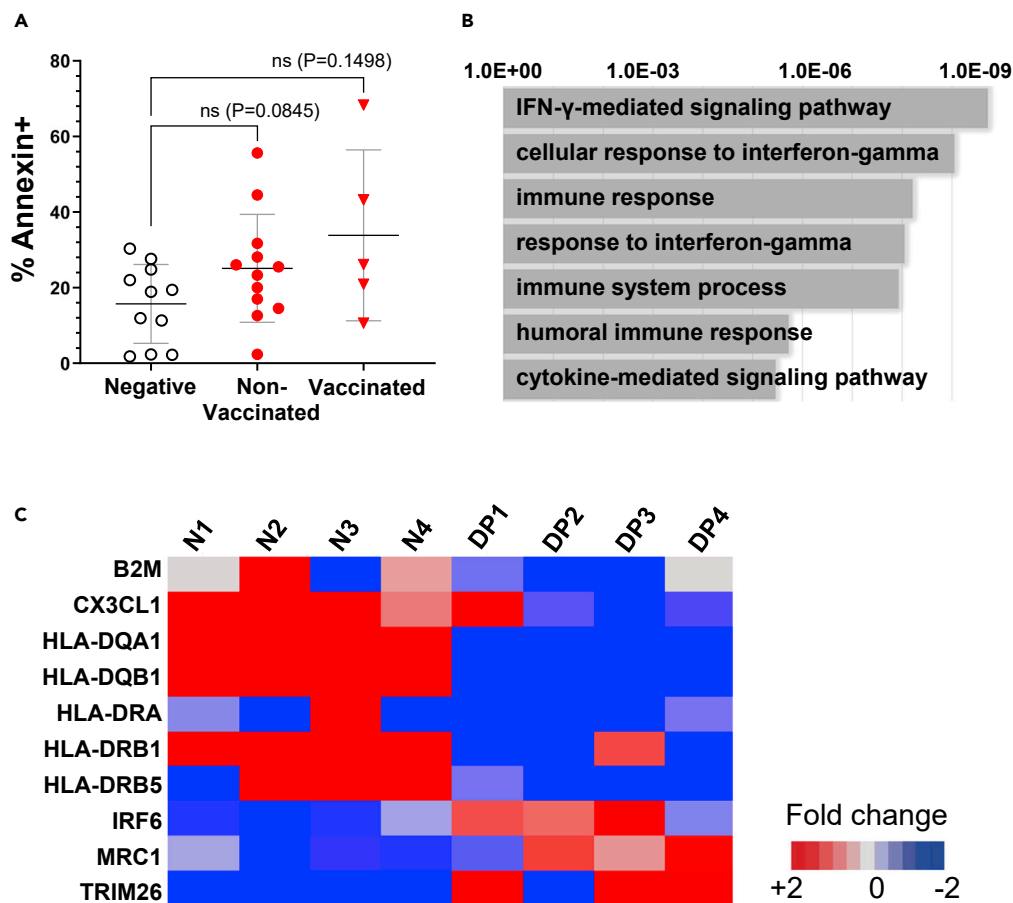 A
80
60
40
20
0
% Annexin+
ns (P=0.1498)
ns (P=0.0845)
Negative
Non-
Vaccinated
Vaccinated
B
1.0E+00 1.0E-03 1.0E-06 1.0E-09
IFN-γ-mediated signaling pathway
cellular response to interferon-gamma
immune response
response to interferon-gamma
immune system process
humoral immune response
cytokine-mediated signaling pathway
C
N1 N2 N3 N4 DP1 DP2 DP3 DP4
B2M
CX3CL1
HLA-DQA1
HLA-DQB1
HLA-DRA
HLA-DRB1
HLA-DRB5
IRF6
MRC1
TRIM26
Fold change
+2 0 -2